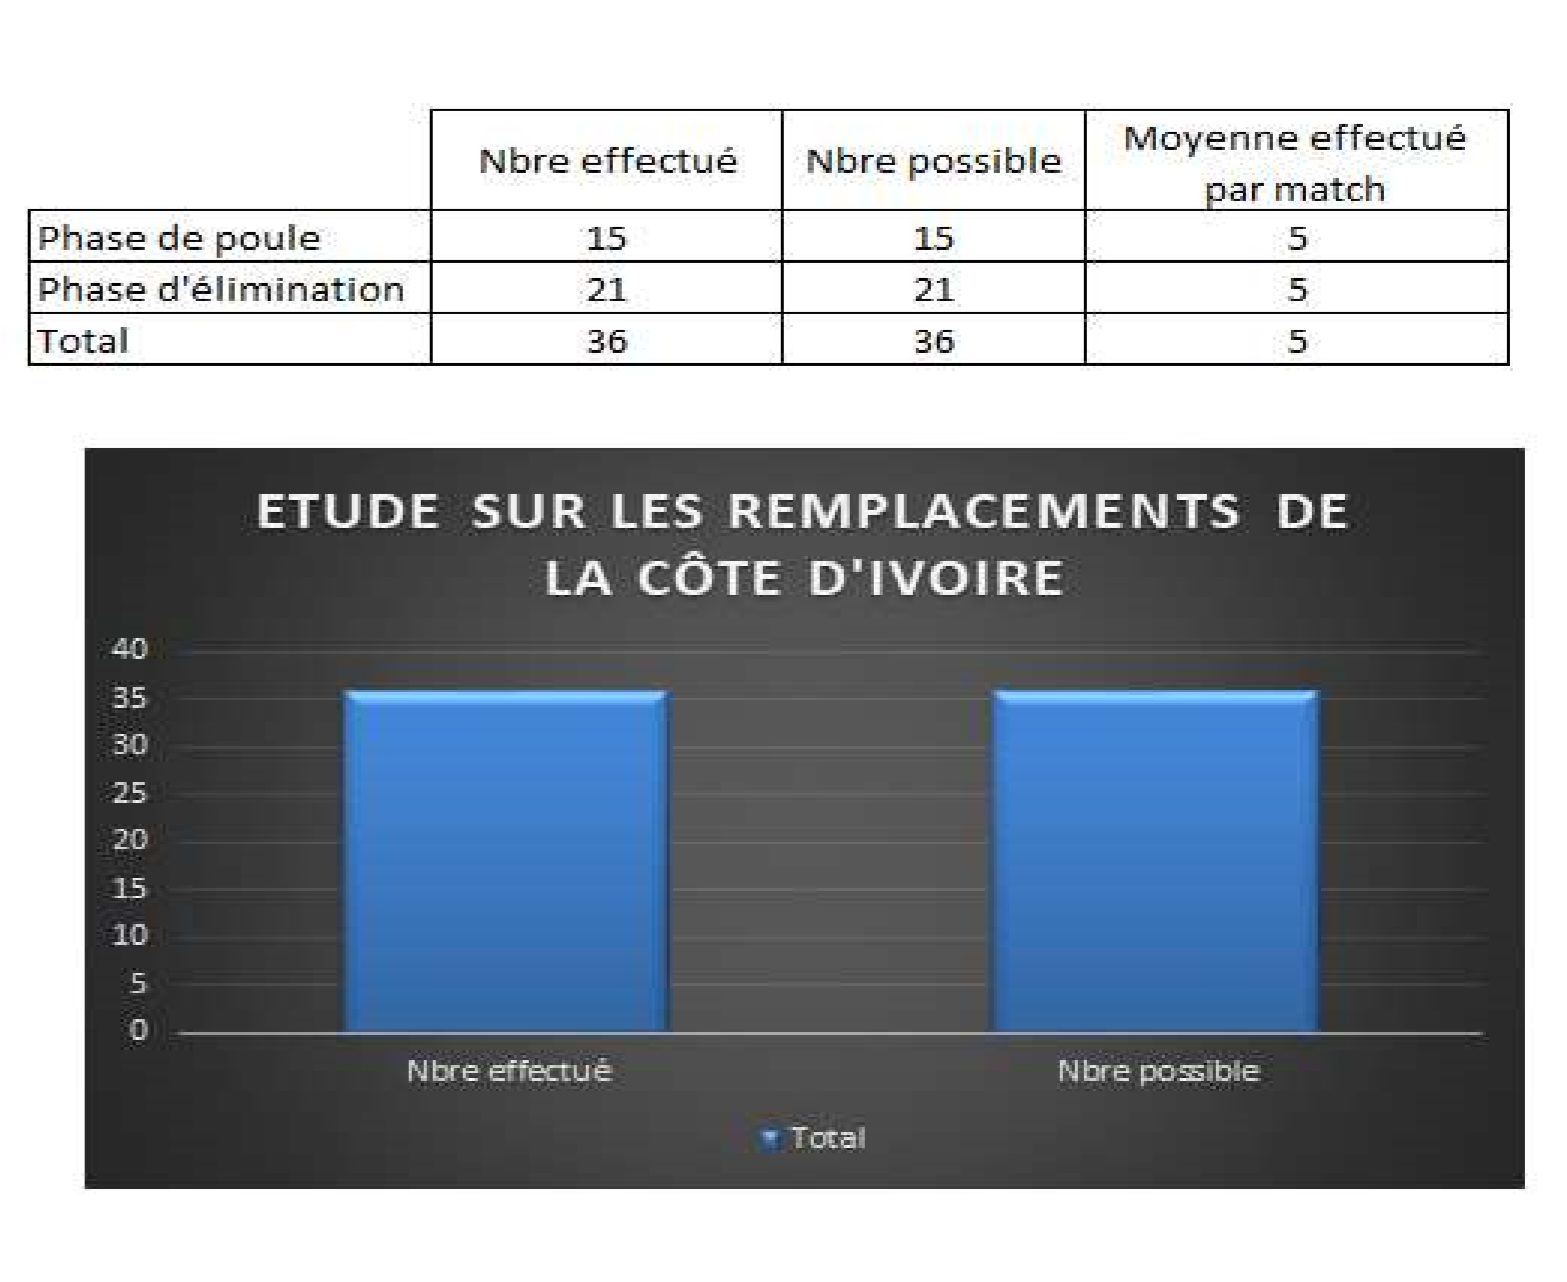 Nbre effectué Nbre possible Moyenne effectué
par match
Phase de poule 15 15 5
Phase d'élimination 21 21 5
Total 36 36 5
ETUDE SUR LES REMPLACEMENTS DE
LA CÔTE D'IVOIRE
40
35
30
25
20
15
10
5
0
Nbre effectué Nbre possible
Total